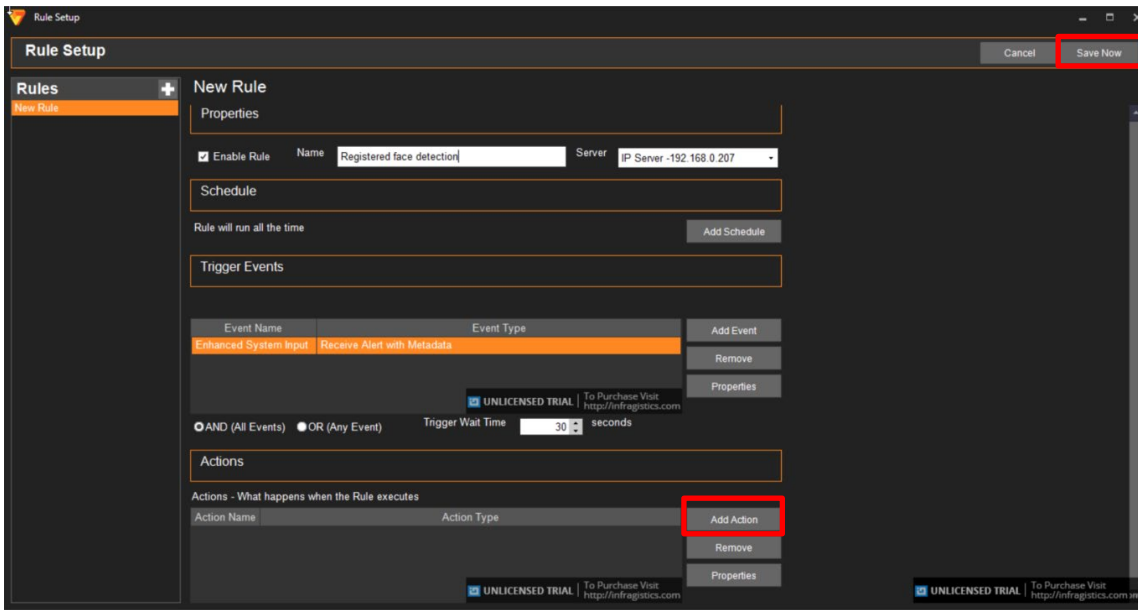 Rule Setup
Rule Setup
Cancel
Save Now
Rules
New Rule
New Rule
Properties
Enable Rule
Name
Registered face detection
Server
IP Server -192.168.0.207
Schedule
Rule will run all the time
Add Schedule
Trigger Events
Event Name
Event Type
Add Event
Enhanced System Input
Receive Alert with Metadata
Remove
Properties
UNLICENSED TRIAL
To Purchase Visit
http://infragistics.com
AND (All Events)
OR (Any Event)
Trigger Wait Time
30
seconds
Actions
Actions - What happens when the Rule executes
Action Name
Action Type
Add Action
Remove
Properties
UNLICENSED TRIAL
To Purchase Visit
http://infragistics.com
UNLICENSED TRIAL
To Purchase Visit
http://infragistics.com